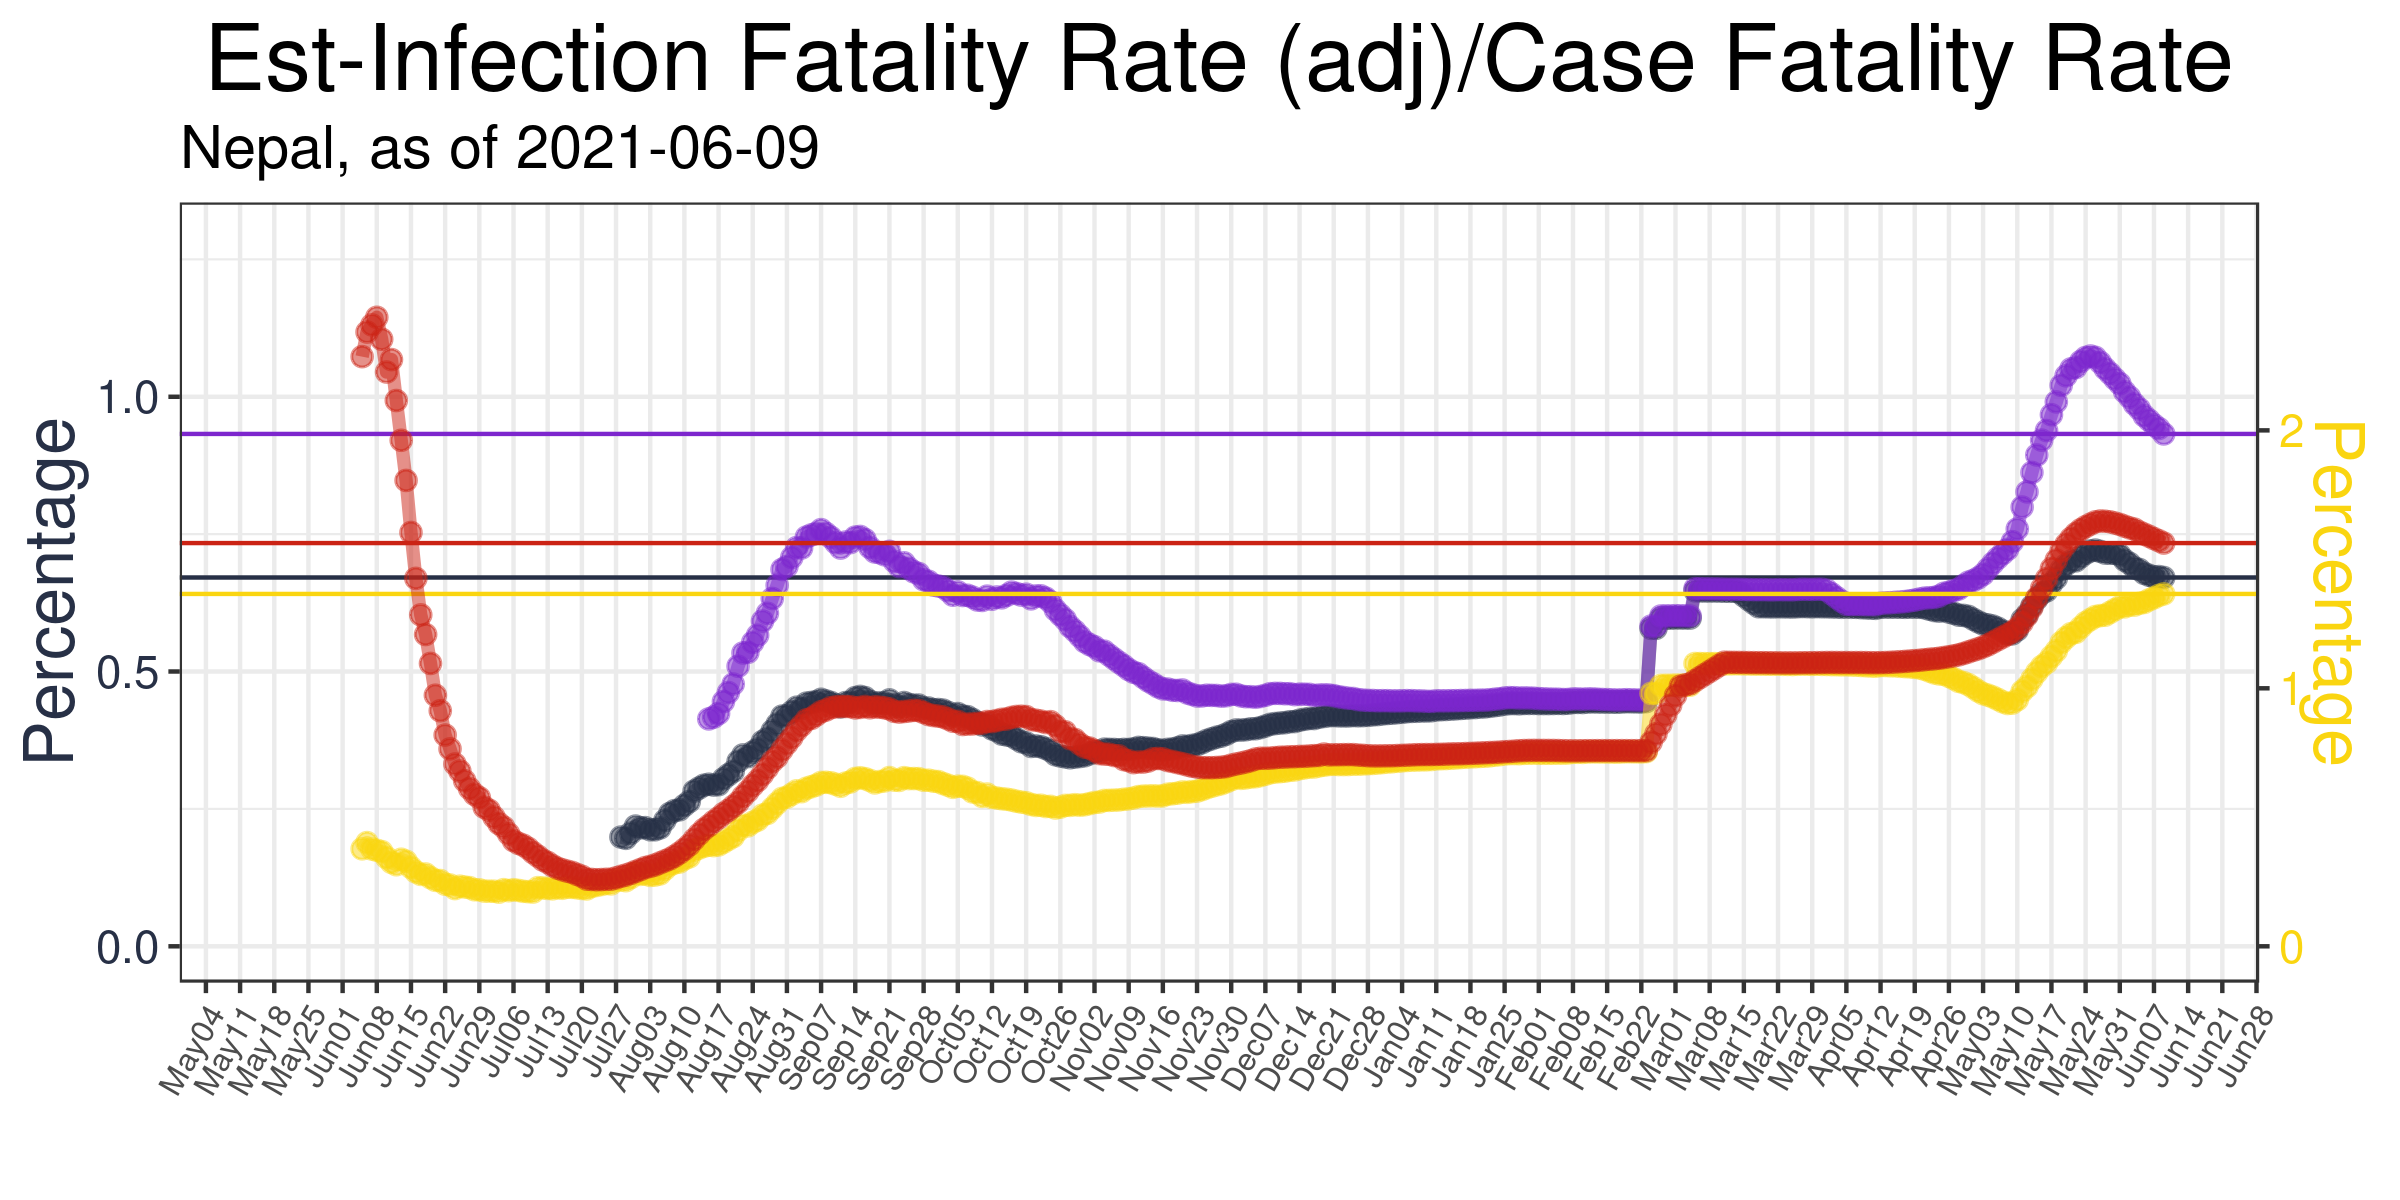 Est-Infection Fatality Rate (adj)/Case Fatality Rate
Nepal, as of 2021-06-09
Percentage
1.0
0.5
0.0
2
1
0
Percentage
May04
May11
May18
May25
Jun01
Jun08
Jun15
Jun22
Jun29
Jul06
Jul13
Jul20
Jul27
Aug03
Aug10
Aug17
Aug24
Aug31
Sep07
Sep14
Sep21
Sep28
Oct05
Oct12
Oct19
Oct26
Nov02
Nov09
Nov16
Nov23
Nov30
Dec07
Dec14
Dec21
Dec28
Jan04
Jan11
Jan18
Jan25
Feb01
Feb08
Feb15
Feb22
Mar01
Mar08
Mar15
Mar22
Mar29
Mar29
Apr05
Apr12
Apr19
Apr26
May03
May10
May17
May24
May31
Jun07
Jun14
Jun21
Jun28